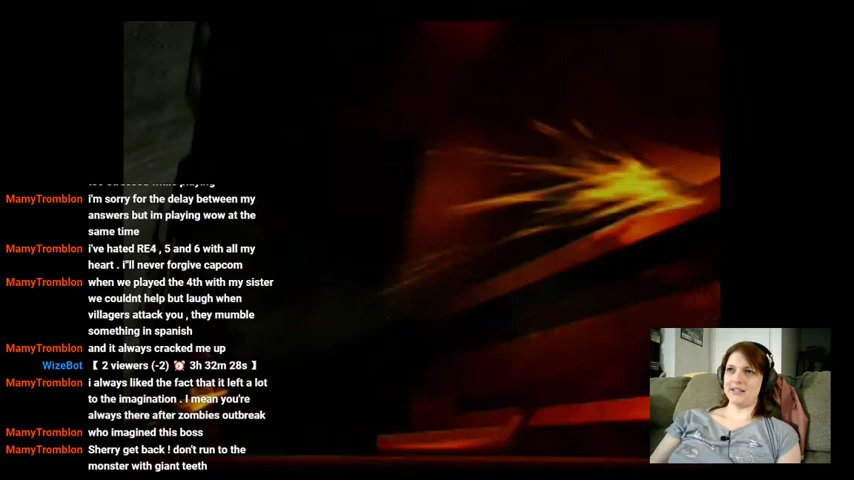 MamyTromblon i'm sorry for the delay between my
answers but im playing wow at the
same time
MamyTromblon i've hated RE4 , 5 and 6 with all my
heart . i"ll never forgive capcom
MamyTromblon when we played the 4th with my sister
we couldnt help but laugh when
villagers attack you , they mumble
something in spanish
MamyTromblon and it always cracked me up
WizeBot 【 2 viewers (-2) ⏰ 3h 32m 28s 】
MamyTromblon i always liked the fact that it left a lot
to the imagination . I mean you're
always there after zombies outbreak
MamyTromblon who imagined this boss
MamyTromblon Sherry get back ! don't run to the
monster with giant teeth